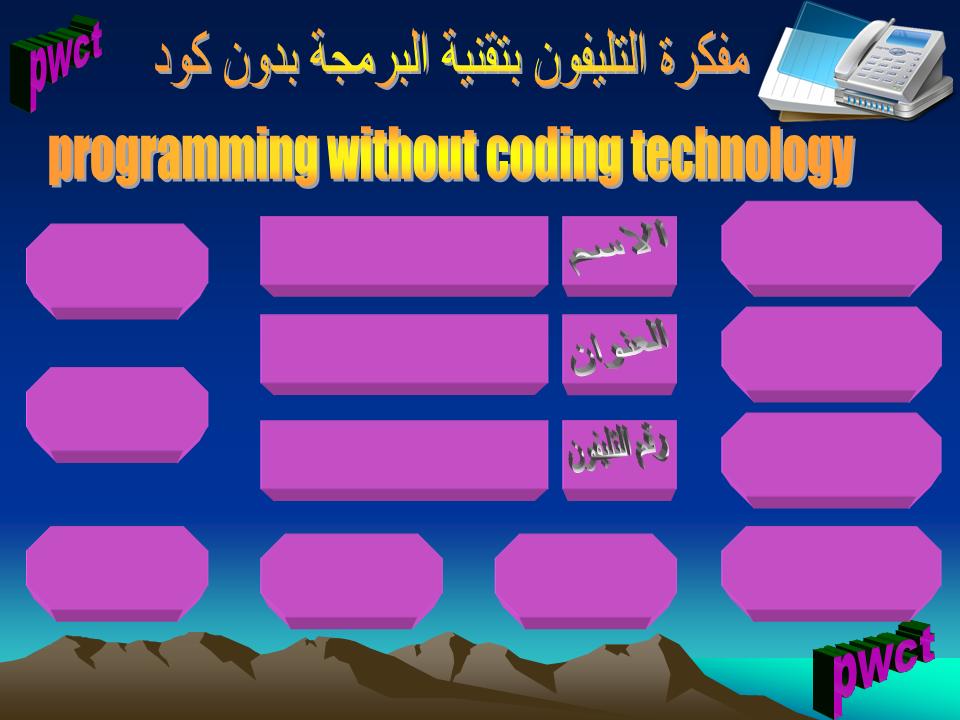 pwct
مفكرة التليفون بتقنية البرمجة بدون كود
programming without coding technology
الاسم
العنوان
رقم التليفون
pwct